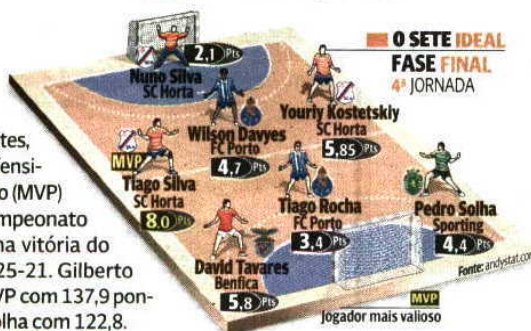 O SETE IDEAL
FASE FINAL
4ª JORNADA
2,1 Pts
Nuno Silva
SC Horta
Youriy Kostetskiy
SC Horta
5,85 Pts
Wilson Davyes
FC Porto
4,7 Pts
MVP
Tiago Silva
SC Horta
8.0 Pts
Tiago Rocha
FC Porto
3,4 Pts
Pedro Solha
Sporting
4,4 Pts
David Tavares
Benfica
5,8 Pts
Fonte: andystat.com
MVP
Jogador mais valioso
tes,
fensi-
o (MVP)
ampeonato
na vitória do
25-21. Gilberto
VP com 137,9 pon-
olha com 122,8.